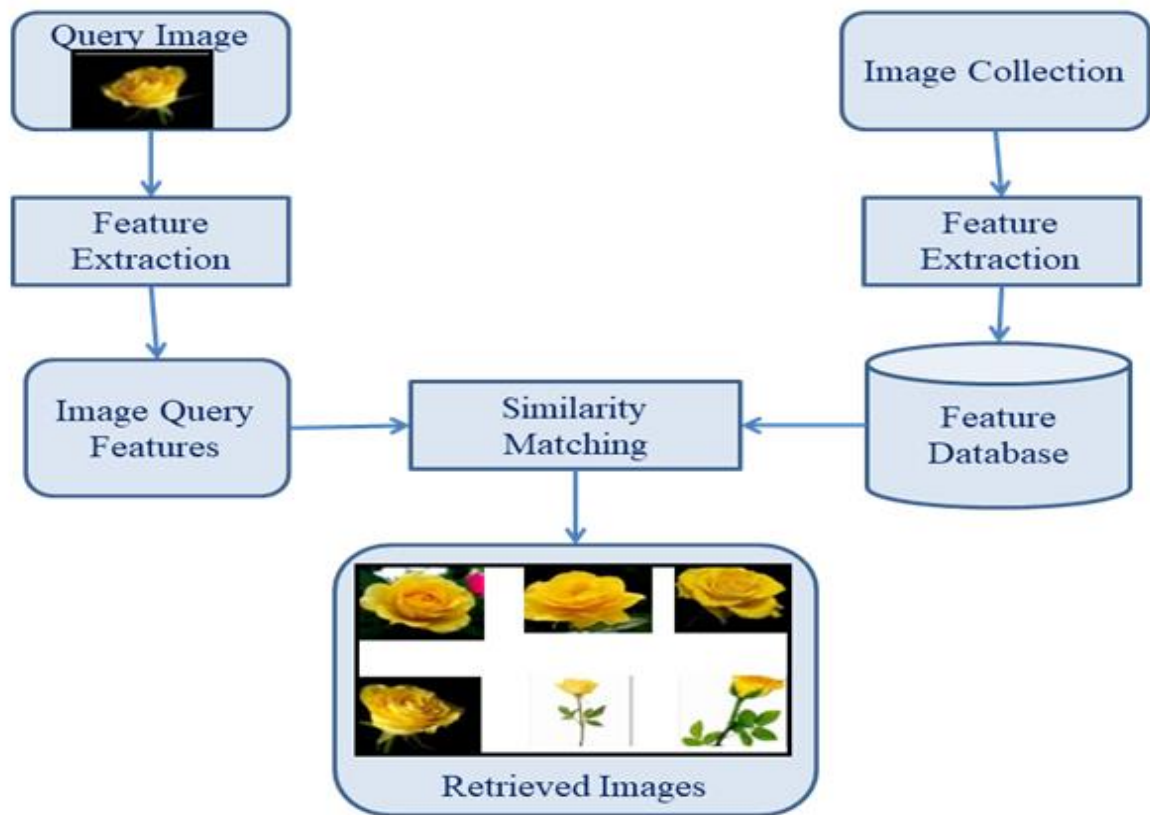 Query Image
Image Collection
Feature
Extraction
Feature
Extraction
Image Query
Features
Similarity
Matching
Feature
Database
Retrieved Images